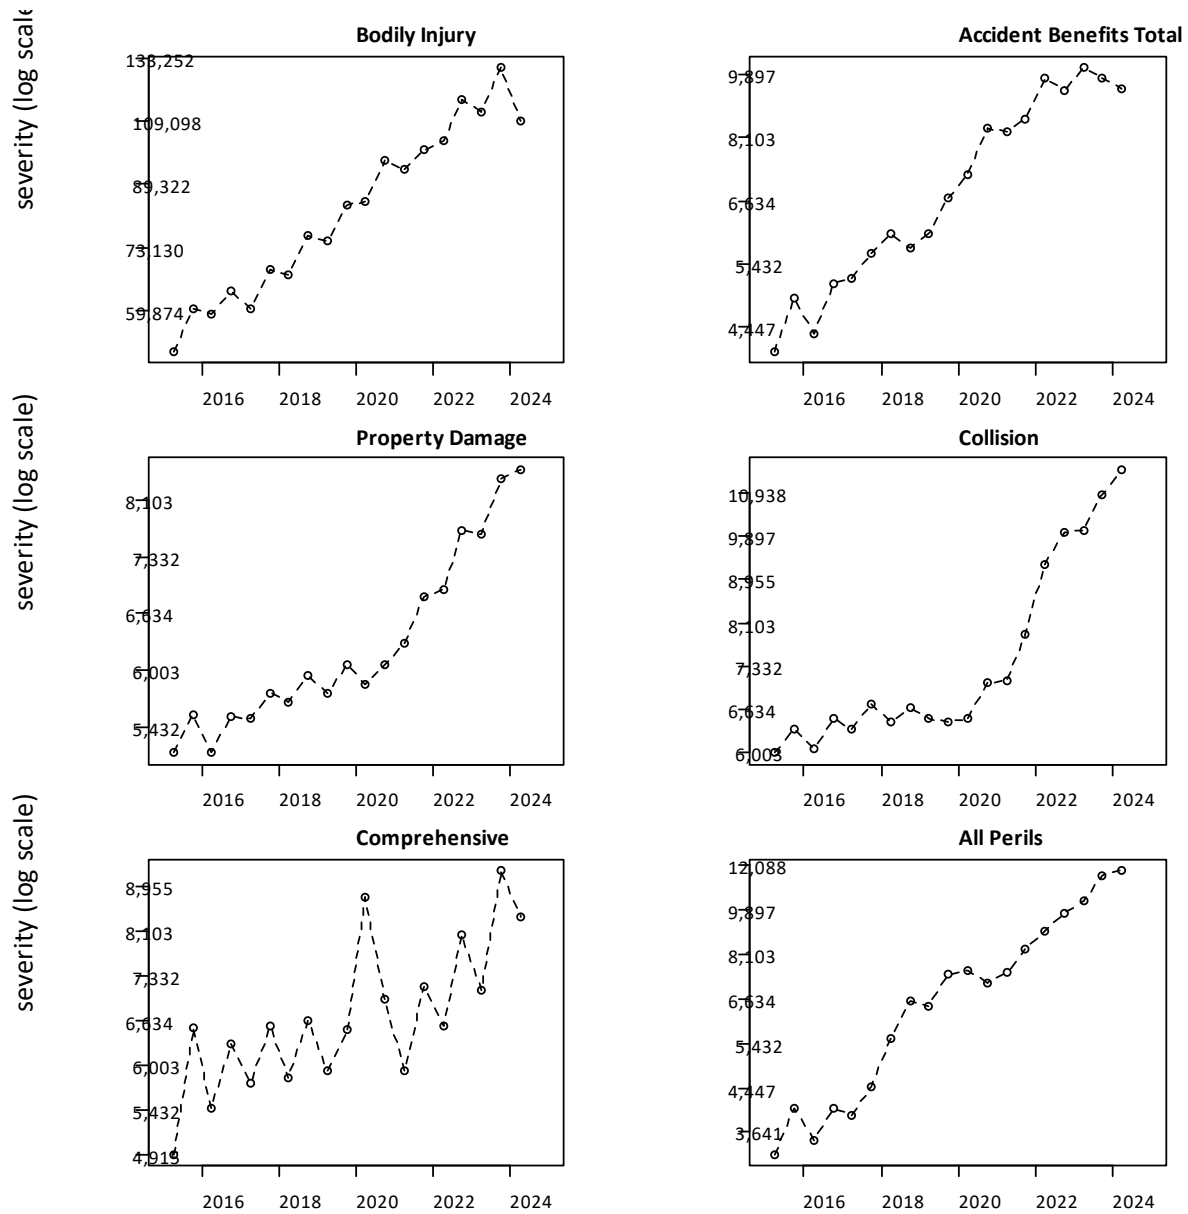 Bodily Injury
severity (log scale
133,252
109,098
89,322
73,130
59,874
2016 2018 2020 2022 2024
Accident Benefits Total
9,897
8,103
6,634
5,432
4,447
2016 2018 2020 2022 2024
Property Damage
severity (log scale)
8,103
7,332
6,634
6,003
5,432
2016 2018 2020 2022 2024
Collision
10,938
9,897
8,955
8,103
7,332
6,634
6,003
2016 2018 2020 2022 2024
Comprehensive
severity (log scale)
8,955
8,103
7,332
6,634
6,003
5,432
4,915
2016 2018 2020 2022 2024
All Perils
12,088
9,897
8,103
6,634
5,432
4,447
3,641
2016 2018 2020 2022 2024